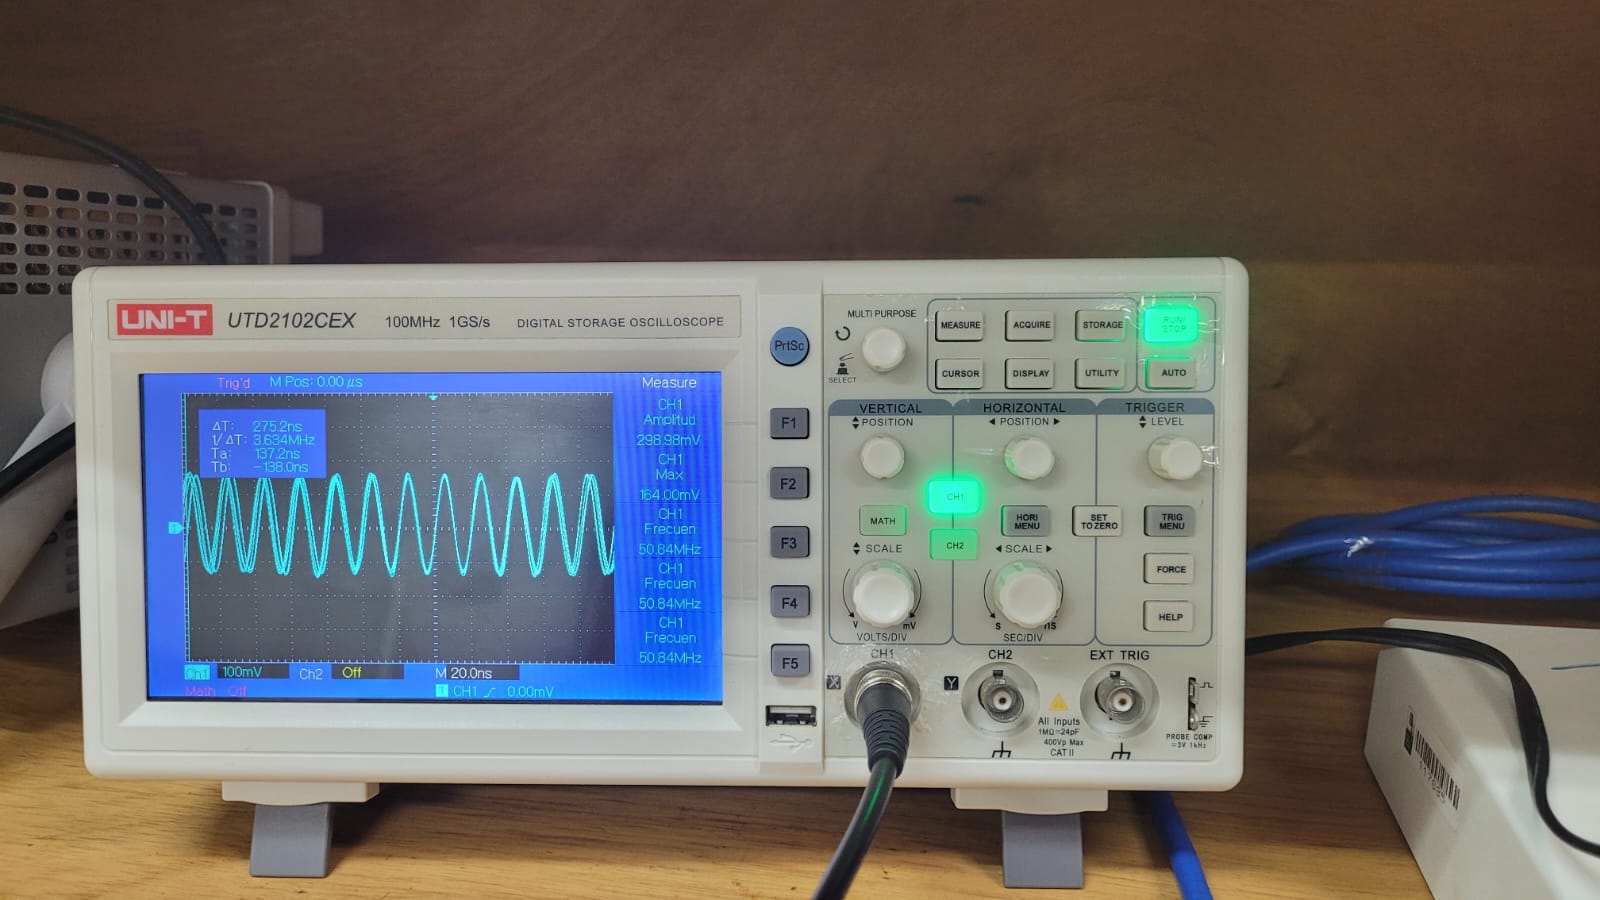 UNI-T UTD2102CEX 100MHz 1GS/s DIGITAL STORAGE OSCILLOSCOPE
Trig'd M Pos: 0.00 μs Measure
ΔT: 275.2ns
1/ΔT: 3.634MHz
Ta: 137.2ns
Tb: -138.0ns
CH1
Amplitud
298.98mV
CH1
Max
164.00mV
CH1
Frecuen
50.84MHz
CH1
Frecuen
50.84MHz
CH1
Frecuen
50.84MHz
1
Ch1 100mV Ch2 Off M 20.0ns
Math Off T CH1 0.00mV
PrtSc
F1
F2
F3
F4
F5
MULTI PURPOSE
SELECT
MEASURE ACQUIRE STORAGE RUN/
STOP
CURSOR DISPLAY UTILITY AUTO
VERTICAL HORIZONTAL TRIGGER
POSITION POSITION LEVEL
CH1
MATH HORI
MENU SET
TO ZERO TRIG
MENU
CH2
SCALE SCALE
FORCE
V mV S ns
HELP
VOLTS/DIV SEC/DIV
CH1 CH2 EXT TRIG
X Y
All Inputs
1MΩ=24pF
400Vp Max
CAT II
PROBE COMP
≈3V 1kHz